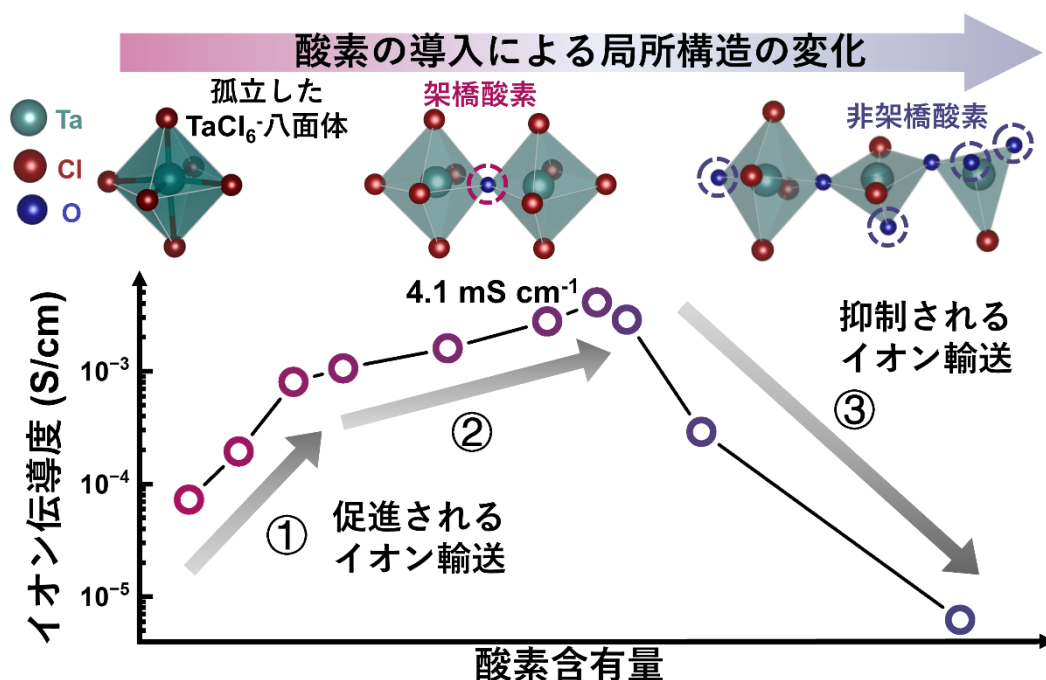 酸素の導入による局所構造の変化
Ta
Cl
O
孤立した
TaCl₆⁻八面体
架橋酸素
非架橋酸素
イオン伝導度 (S/cm)
10⁻³
10⁻⁴
10⁻⁵
4.1 mS cm⁻¹
①
促進される
イオン輸送
②
抑制される
イオン輸送
③
酸素含有量